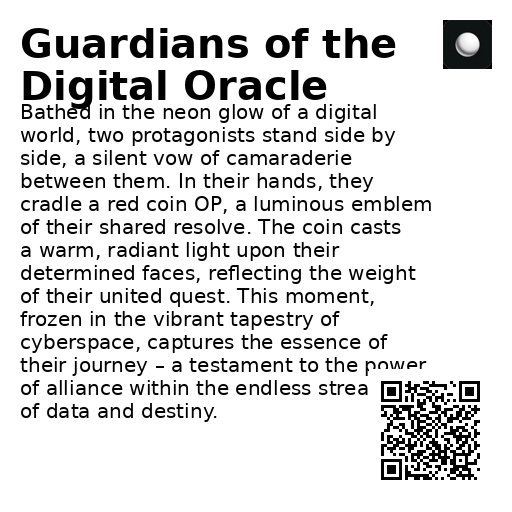 Guardians of the
Digital Oracle
Bathed in the neon glow of a digital
world, two protagonists stand side by
side, a silent vow of camaraderie
between them. In their hands, they
cradle a red coin OP, a luminous emblem
of their shared resolve. The coin casts
a warm, radiant light upon their
determined faces, reflecting the weight
of their united quest. This moment,
frozen in the vibrant tapestry of
cyberspace, captures the essence of
their journey – a testament to the power
of alliance within the endless strea
of data and destiny.